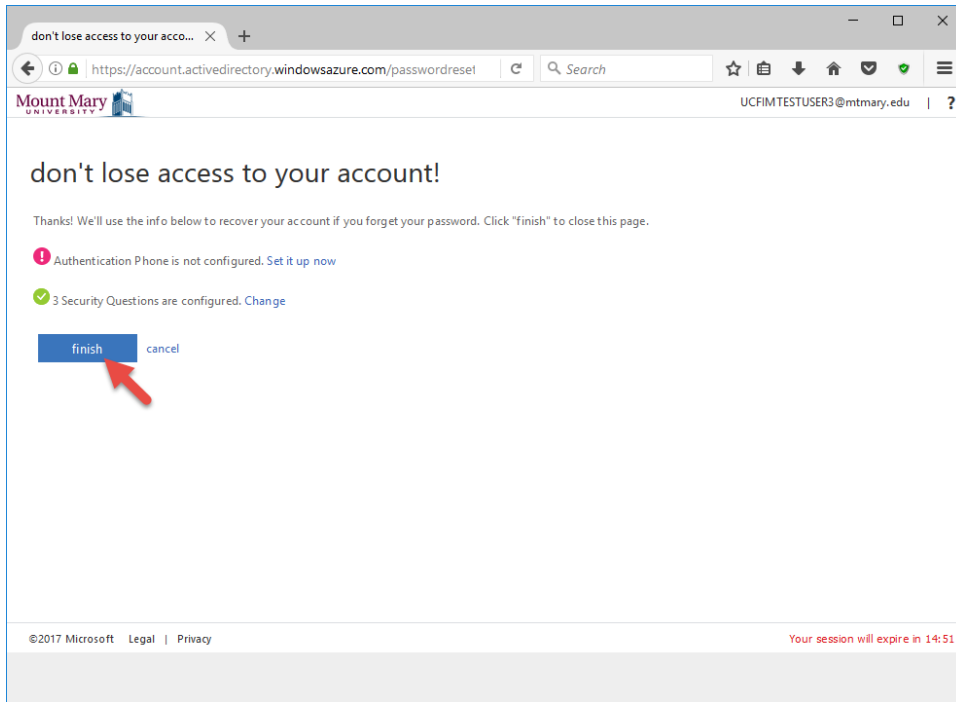 don't lose access to your acco...
https://account.activedirectory.windowsazure.com/passwordreset
Search
Mount Mary
UNIVERSITY
UCFIMTESTUSER3@mtmary.edu | ?
don't lose access to your account!
Thanks! We'll use the info below to recover your account if you forget your password. Click "finish" to close this page.
! Authentication Phone is not configured. Set it up now
3 Security Questions are configured. Change
finish cancel
©2017 Microsoft Legal | Privacy
Your session will expire in 14:51